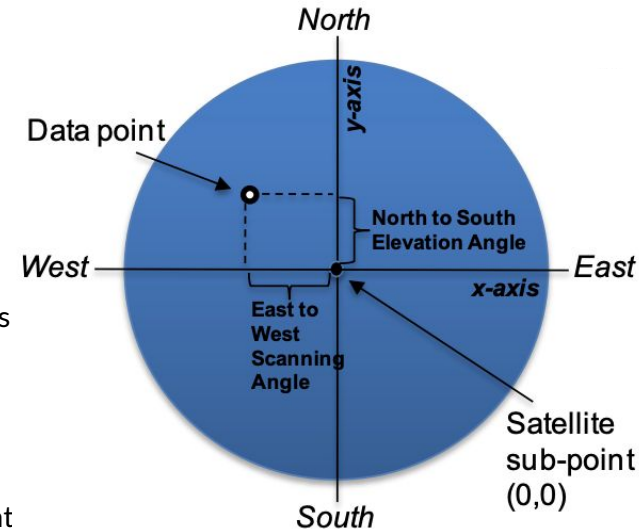 North
y-axis
Data point
North to South
Elevation Angle
West
East
x-axis
s
East to
West
Scanning
Angle
Satellite
sub-point
(0,0)
nt
South